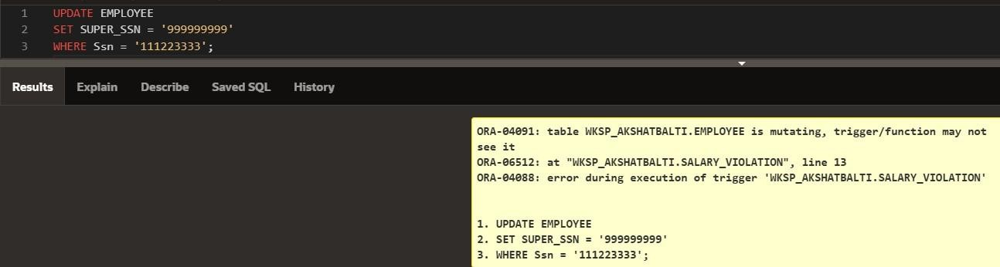 1 UPDATE EMPLOYEE
2 SET SUPER_SSN = '999999999'
3 WHERE Ssn = '111223333';
Results Explain Describe Saved SQL History
ORA-04091: table WKSP_AKSHATBALTI.EMPLOYEE is mutating, trigger/function may not
see it
ORA-06512: at "WKSP_AKSHATBALTI.SALARY_VIOLATION", line 13
ORA-04088: error during execution of trigger 'WKSP_AKSHATBALTI.SALARY_VIOLATION'
1. UPDATE EMPLOYEE
2. SET SUPER_SSN = '999999999'
3. WHERE Ssn = '111223333';